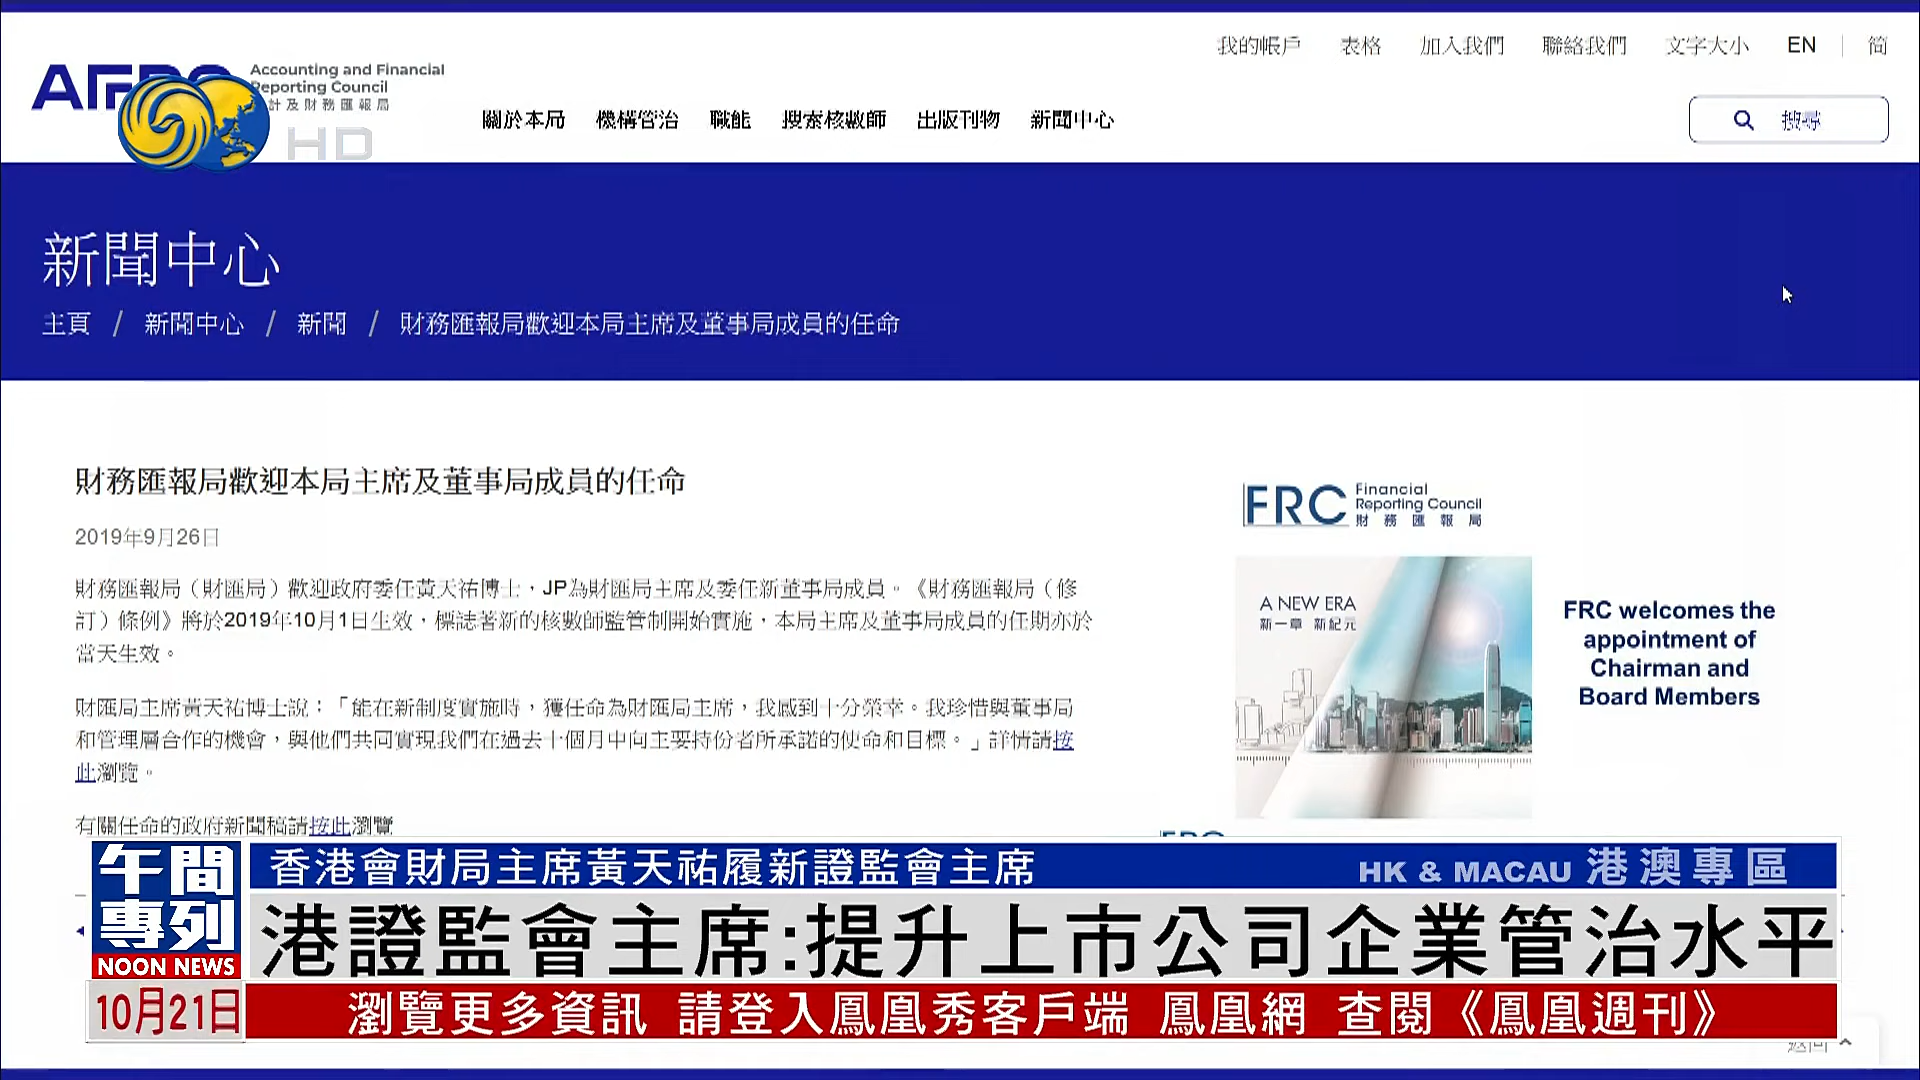 我的帳戶 表格 加入我們 聯絡我們 文字大小 EN 简
Accounting and Financial
Reporting Council
計及財務匯報局
HD
關於本局 機構管治 職能 搜索核數師 出版刊物 新聞中心
搜尋
新聞中心
主頁 / 新聞中心 / 新聞 / 財務匯報局歡迎本局主席及董事局成員的任命
財務匯報局歡迎本局主席及董事局成員的任命
2019年9月26日
財務匯報局（財匯局）歡迎政府委任黃天祐博士，JP為財匯局主席及委任新董事局成員。《財務匯報局（修
訂）條例》將於2019年10月1日生效，標誌著新的核數師監管制開始實施，本局主席及董事局成員的任期亦於
當天生效。
財匯局主席黃天祐博士說：「能在新制度實施時，獲任命為財匯局主席，我感到十分榮幸。我珍惜與董事局
和管理層合作的機會，與他們共同實現我們在過去十個月中向主要持份者所承諾的使命和目標。」詳情請按
此瀏覽。
有關任命的政府新聞稿請按此瀏覽
FRC Financial
Reporting Council
財務匯報局
A NEW ERA
新一章 新紀元
FRC welcomes the
appointment of
Chairman and
Board Members
午間
專列
NOON NEWS
10月21日
香港會財局主席黃天祐履新證監會主席
HK & MACAU 港澳專區
港證監會主席:提升上市公司企業管治水平
瀏覽更多資訊 請登入鳳凰秀客戶端 鳳凰網 查閱《鳳凰週刊》